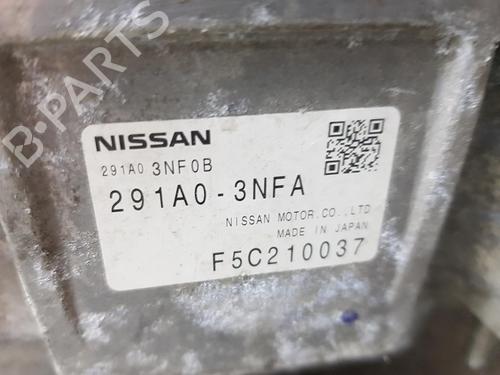 B-PARTS
NISSAN
291A0 3NF0B
291A0-3NFA
NISSAN MOTOR.CO.,LTD
MADE IN JAPAN
F5C210037